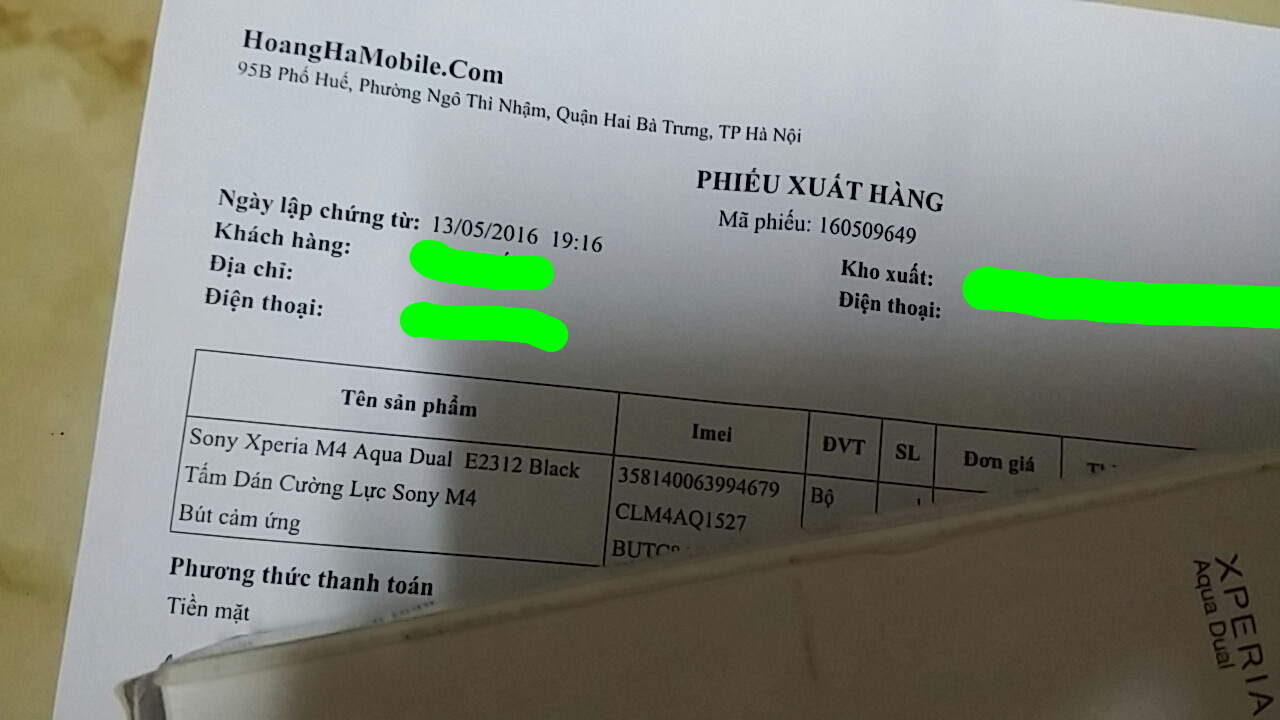 HoangHaMobile.Com
95B Phố Huế, Phường Ngô Thì Nhậm, Quận Hai Bà Trưng, TP Hà Nội
PHIẾU XUẤT HÀNG
Mã phiếu: 160509649
Ngày lập chứng từ: 13/05/2016 19:16
Khách hàng:
Địa chỉ:
Điện thoại:
Kho xuất:
Điện thoại:
Tên sản phẩm Imei ĐVT SL Đơn giá
Sony Xperia M4 Aqua Dual E2312 Black 358140063994679 Bộ
Tấm Dán Cường Lực Sony M4 CLM4AQ1527
Bút cảm ứng
Phương thức thanh toán
Tiền mặt
XPERIA
Aqua Dual